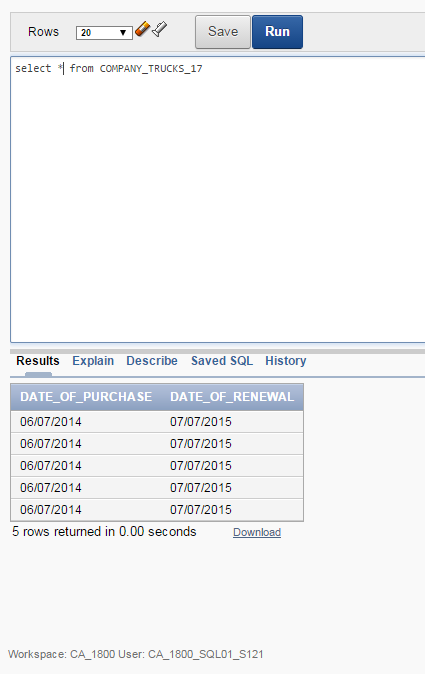 Rows 20 Save Run
select * from COMPANY_TRUCKS_17
Results Explain Describe Saved SQL History
DATE_OF_PURCHASE DATE_OF_RENEWAL
06/07/2014 07/07/2015
06/07/2014 07/07/2015
06/07/2014 07/07/2015
06/07/2014 07/07/2015
06/07/2014 07/07/2015
5 rows returned in 0.00 seconds Download
Workspace: CA_1800 User: CA_1800_SQL01_S121